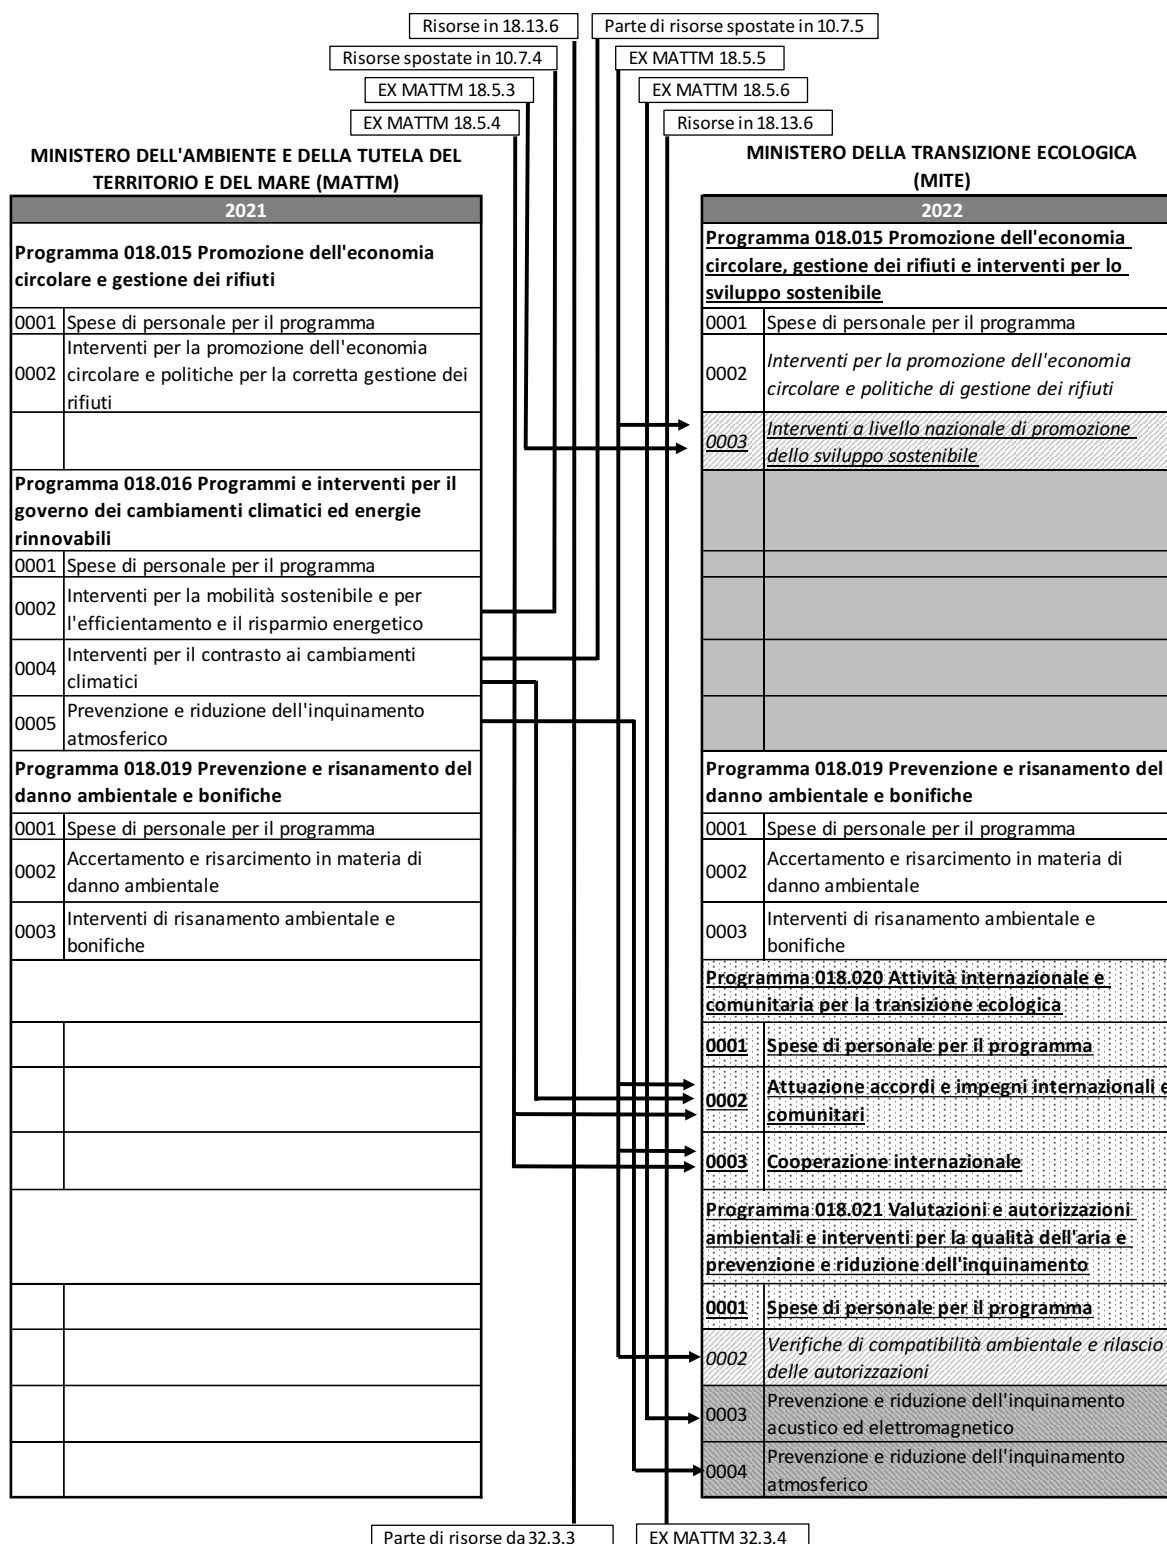 Risorse in 18.13.6
Parte di risorse spostate in 10.7.5
Risorse spostate in 10.7.4
EX MATTM 18.5.5
EX MATTM 18.5.3
EX MATTM 18.5.6
EX MATTM 18.5.4
Risorse in 18.13.6
MINISTERO DELL'AMBIENTE E DELLA TUTELA DEL
TERRITORIO E DEL MARE (MATTM)
2021
Programma 018.015 Promozione dell'economia
circolare e gestione dei rifiuti
0001 Spese di personale per il programma
0002 Interventi per la promozione dell'economia
circolare e politiche per la corretta gestione dei
rifiuti
Programma 018.016 Programmi e interventi per il
governo dei cambiamenti climatici ed energie
rinnovabili
0001 Spese di personale per il programma
0002 Interventi per la mobilità sostenibile e per
l'efficientamento e il risparmio energetico
0004 Interventi per il contrasto ai cambiamenti
climatici
0005 Prevenzione e riduzione dell'inquinamento
atmosferico
Programma 018.019 Prevenzione e risanamento del
danno ambientale e bonifiche
0001 Spese di personale per il programma
0002 Accertamento e risarcimento in materia di
danno ambientale
0003 Interventi di risanamento ambientale e
bonifiche
MINISTERO DELLA TRANSIZIONE ECOLOGICA
(MITE)
2022
Programma 018.015 Promozione dell'economia
circolare, gestione dei rifiuti e interventi per lo
sviluppo sostenibile
0001 Spese di personale per il programma
0002 Interventi per la promozione dell'economia
circolare e politiche di gestione dei rifiuti
0003 Interventi a livello nazionale di promozione
dello sviluppo sostenibile
Programma 018.019 Prevenzione e risanamento del
danno ambientale e bonifiche
0001 Spese di personale per il programma
0002 Accertamento e risarcimento in materia di
danno ambientale
0003 Interventi di risanamento ambientale e
bonifiche
Programma 018.020 Attività internazionale e
comunitaria per la transizione ecologica
0001 Spese di personale per il programma
0002 Attuazione accordi e impegni internazionali e
comunitari
0003 Cooperazione internazionale
Programma 018.021 Valutazioni e autorizzazioni
ambientali e interventi per la qualità dell'aria e
prevenzione e riduzione dell'inquinamento
0001 Spese di personale per il programma
0002 Verifiche di compatibilità ambientale e rilascio
delle autorizzazioni
0003 Prevenzione e riduzione dell'inquinamento
acustico ed elettromagnetico
0004 Prevenzione e riduzione dell'inquinamento
atmosferico
Parte di risorse da 32.3.3
EX MATTM 32.3.4